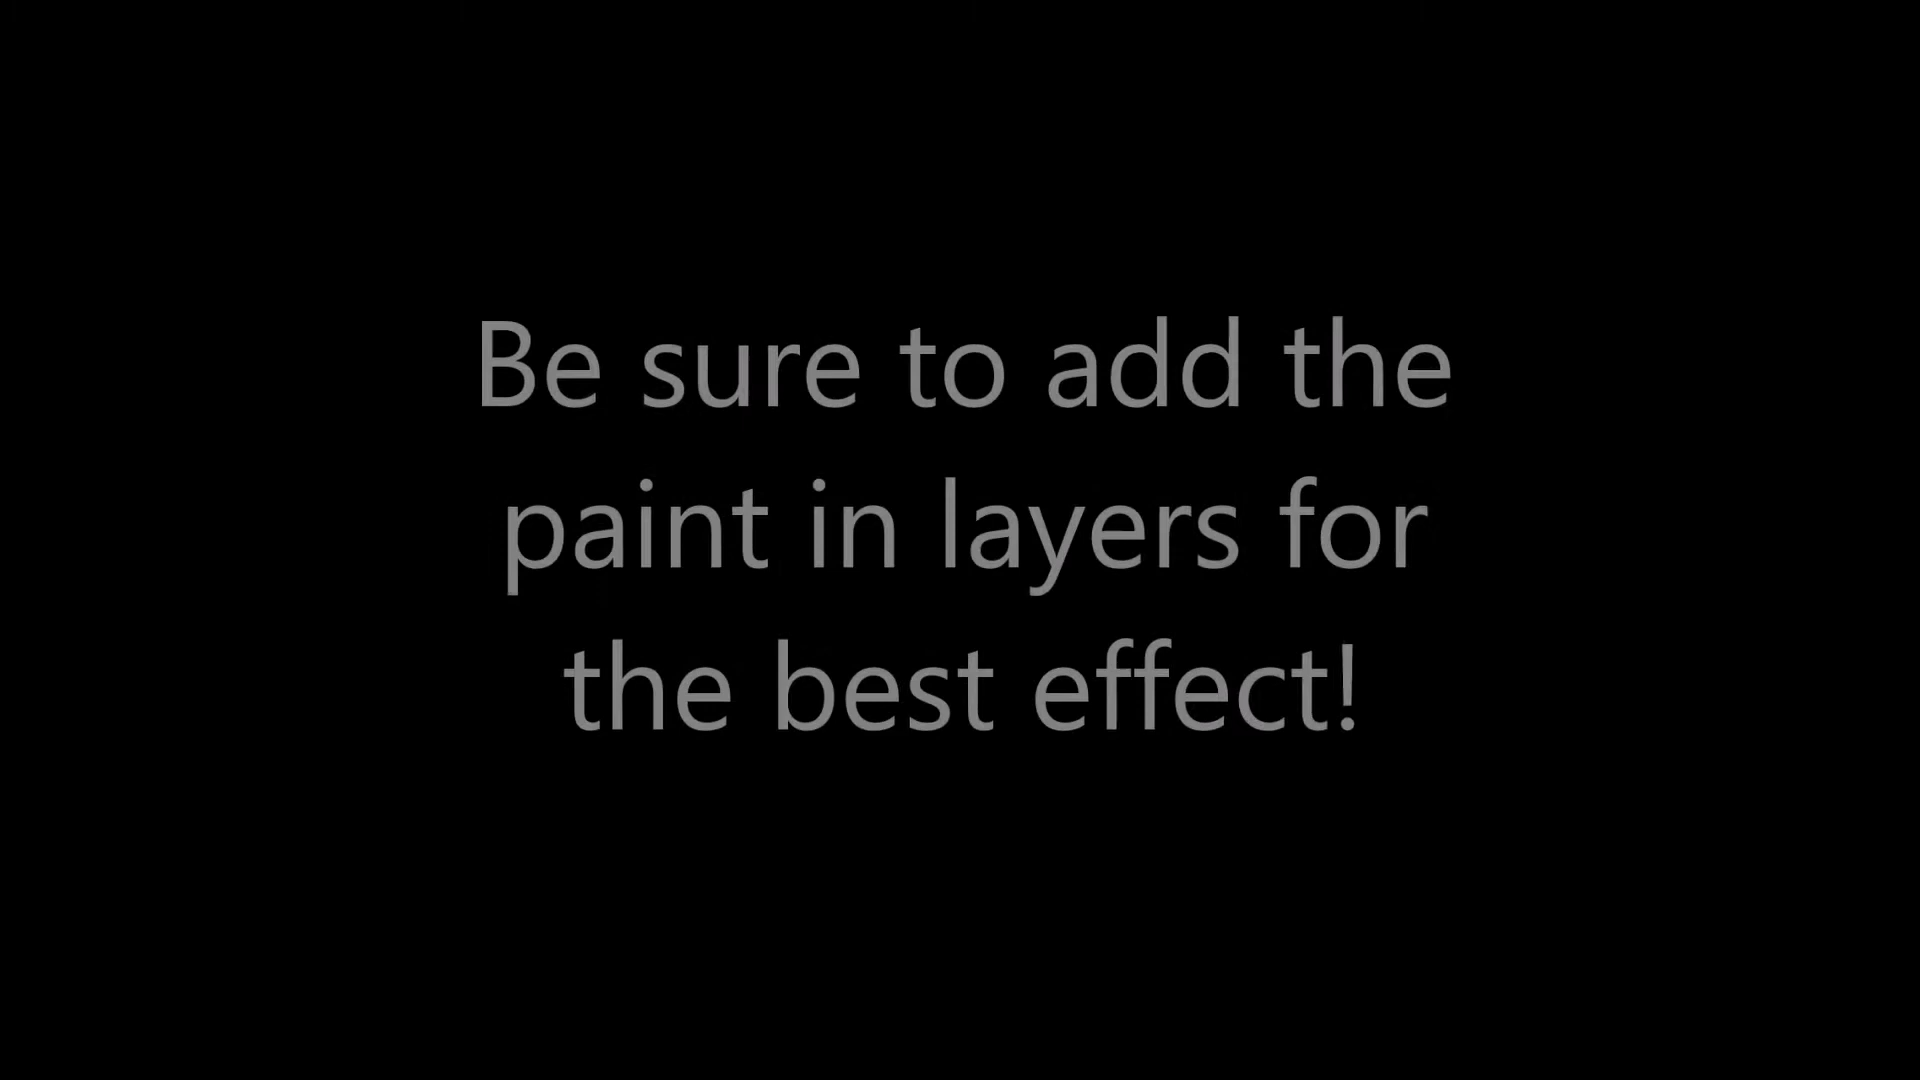 Be sure to add the
paint in layers for
the best effect!